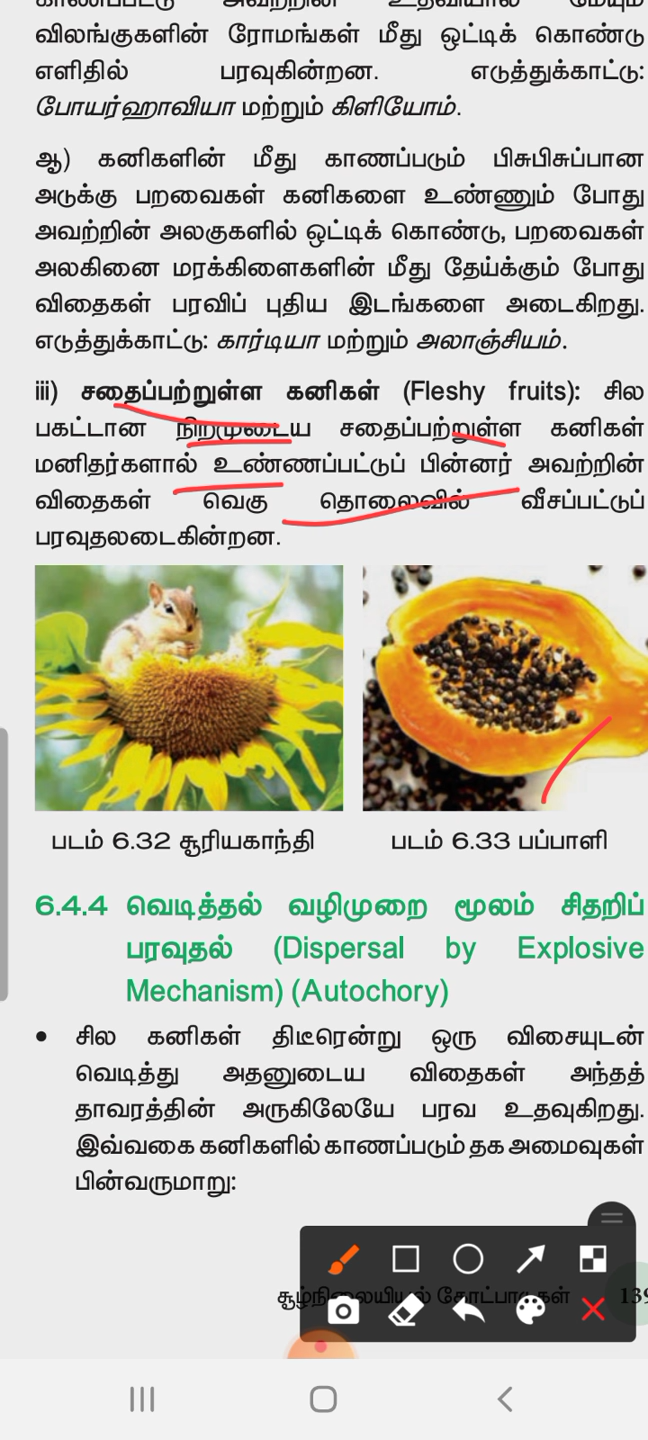 விலங்குகளின் ரோமங்கள் மீது ஒட்டிக் கொண்டு
எளிதில் பரவுகின்றன. எடுத்துக்காட்டு:
போயர்ஹாவியா மற்றும் கிளியோம்.
ஆ) கனிகளின் மீது காணப்படும் பிசுபிசுப்பான
அடுக்கு பறவைகள் கனிகளை உண்ணும் போது
அவற்றின் அலகுகளில் ஒட்டிக் கொண்டு, பறவைகள்
அலகினை மரக்கிளைகளின் மீது தேய்க்கும் போது
விதைகள் பரவிப் புதிய இடங்களை அடைகிறது.
எடுத்துக்காட்டு: கார்டியா மற்றும் அலாஞ்சியம்.
iii) சதைப்பற்றுள்ள கனிகள் (Fleshy fruits): சில
பகட்டான நிறமுடைய சதைப்பற்றுள்ள கனிகள்
மனிதர்களால் உண்ணப்பட்டுப் பின்னர் அவற்றின்
விதைகள் வெகு தொலைவில் வீசப்பட்டுப்
பரவுதலடைகின்றன.
படம் 6.32 சூரியகாந்தி
படம் 6.33 பப்பாளி
6.4.4 வெடித்தல் வழிமுறை மூலம் சிதறிப்
பரவுதல் (Dispersal by Explosive
Mechanism) (Autochory)
• சில கனிகள் திடீரென்று ஒரு விசையுடன்
வெடித்து அதனுடைய விதைகள் அந்தத்
தாவரத்தின் அருகிலேயே பரவ உதவுகிறது.
இவ்வகை கனிகளில் காணப்படும் தக அமைவுகள்
பின்வருமாறு: